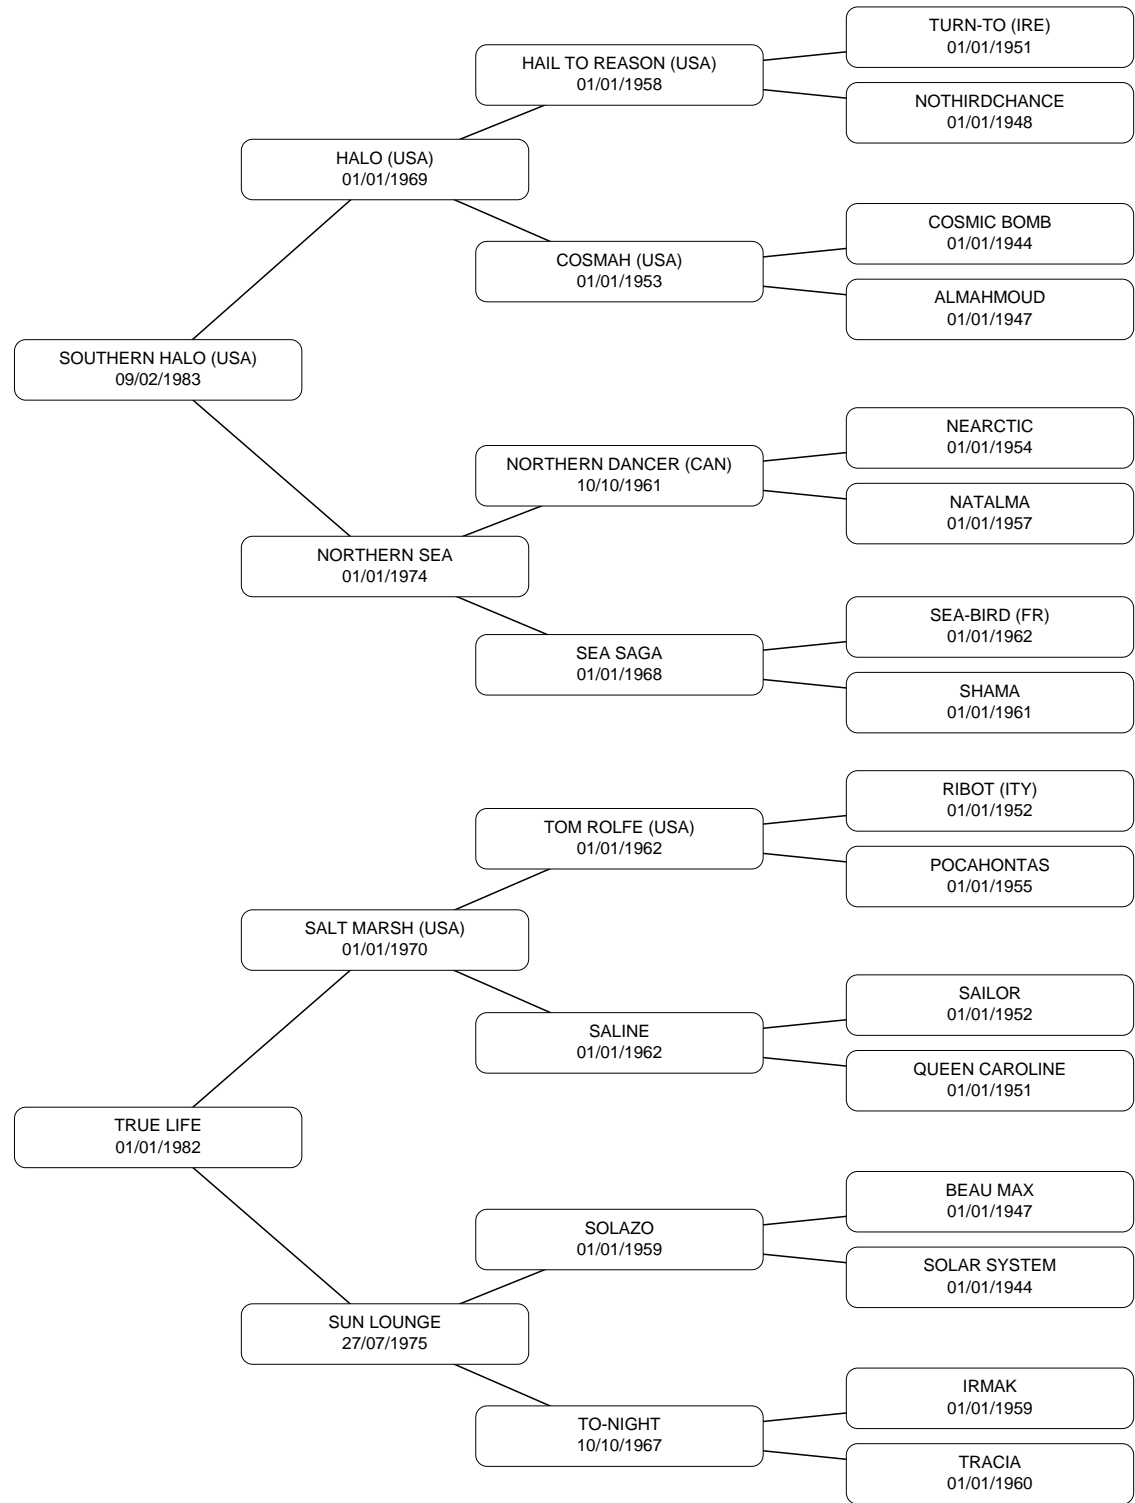 TURN-TO (IRE)
01/01/1951
HAIL TO REASON (USA)
01/01/1958
NOTHIRDCHANCE
01/01/1948
HALO (USA)
01/01/1969
COSMIC BOMB
01/01/1944
COSMAH (USA)
01/01/1953
ALMAHMOUD
01/01/1947
SOUTHERN HALO (USA)
09/02/1983
NEARCTIC
01/01/1954
NORTHERN DANCER (CAN)
10/10/1961
NATALMA
01/01/1957
NORTHERN SEA
01/01/1974
SEA-BIRD (FR)
01/01/1962
SEA SAGA
01/01/1968
SHAMA
01/01/1961
RIBOT (ITY)
01/01/1952
TOM ROLFE (USA)
01/01/1962
POCAHONTAS
01/01/1955
SALT MARSH (USA)
01/01/1970
SAILOR
01/01/1952
SALINE
01/01/1962
QUEEN CAROLINE
01/01/1951
TRUE LIFE
01/01/1982
BEAU MAX
01/01/1947
SOLAZO
01/01/1959
SOLAR SYSTEM
01/01/1944
SUN LOUNGE
27/07/1975
IRMAK
01/01/1959
TO-NIGHT
10/10/1967
TRACIA
01/01/1960